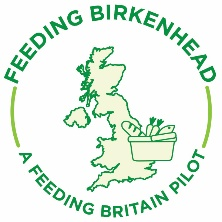 FEEDING BIRKENHEAD
A FEEDING BRITAIN PILOT